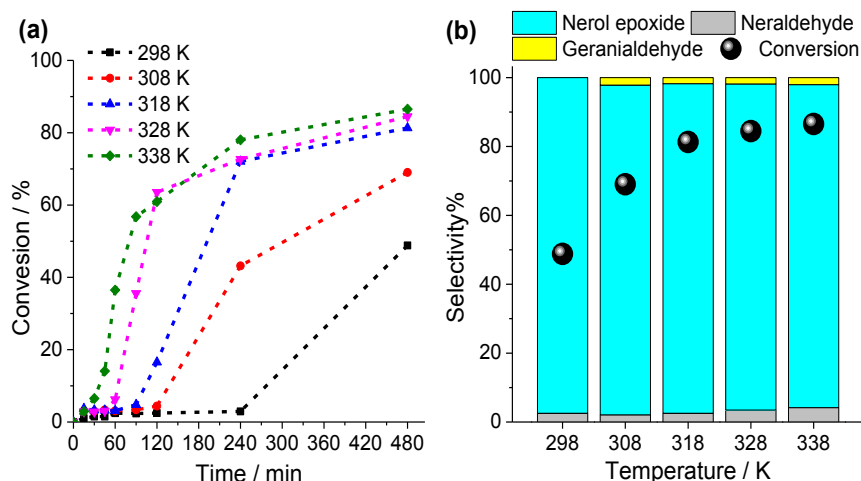 (a)
298 K
308 K
318 K
328 K
338 K
100
80
60
40
20
0
0 60 120 180 240 300 360 420 480
Convesion / %
Time / min
(b)
Nerol epoxide Neraldehyde
Geranialdehyde Conversion
100
80
60
40
20
0
298 308 318 328 338
Selectivity%
Temperature / K